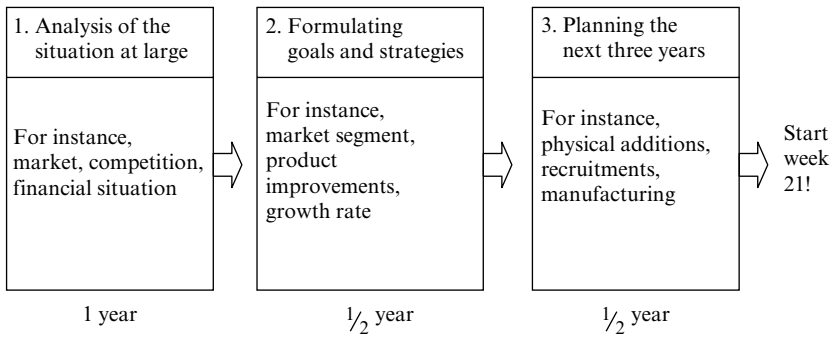 1. Analysis of the
situation at large
For instance,
market, competition,
financial situation
1 year
2. Formulating
goals and strategies
For instance,
market segment,
product
improvements,
growth rate
1/2 year
3. Planning the
next three years
For instance,
physical additions,
recruitments,
manufacturing
1/2 year
Start
week
21!